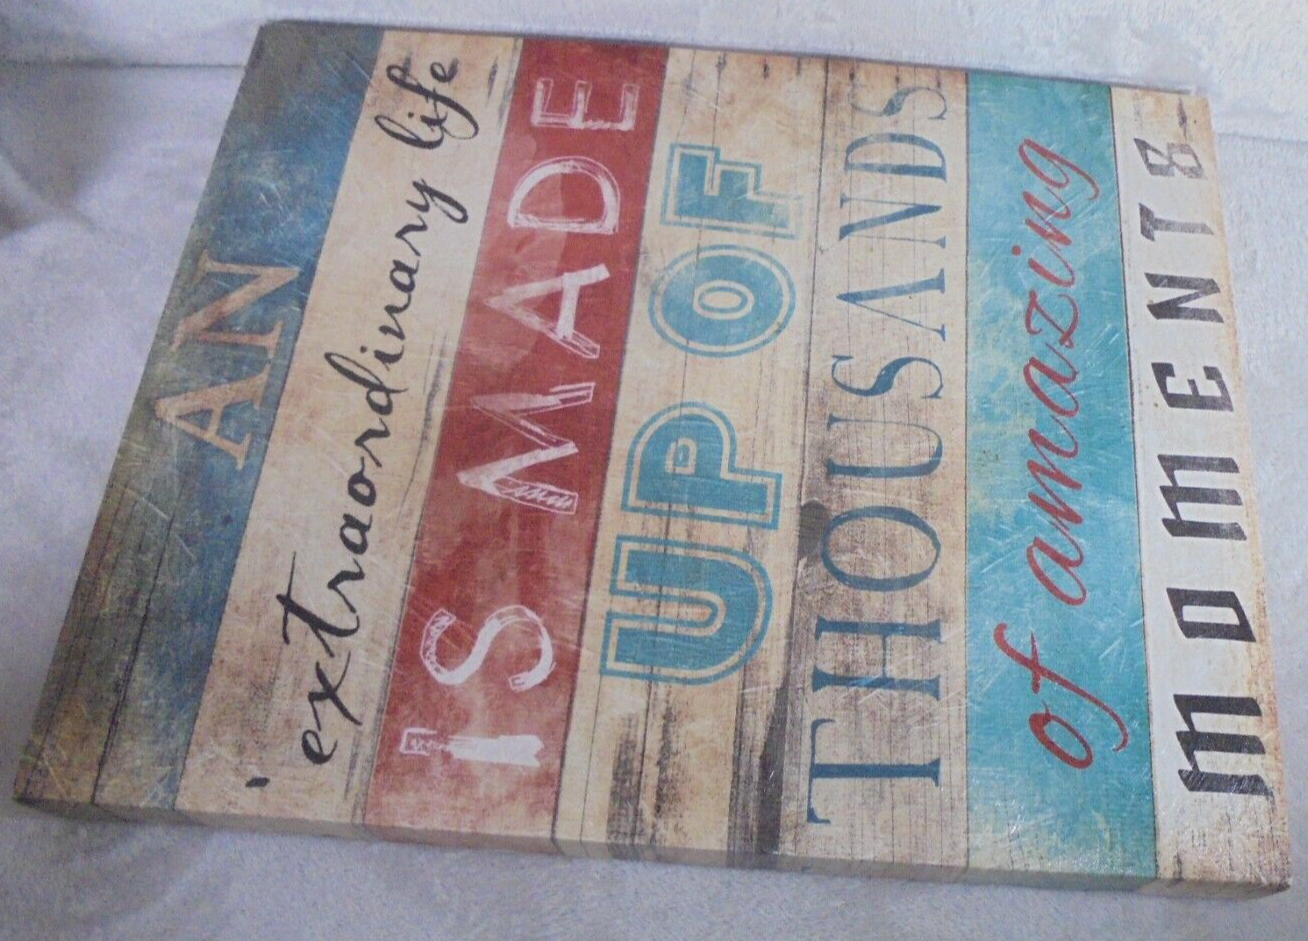 AN
extraordinary life
IS MADE
UP OF
THOUSANDS
of amazing
MOMENTS